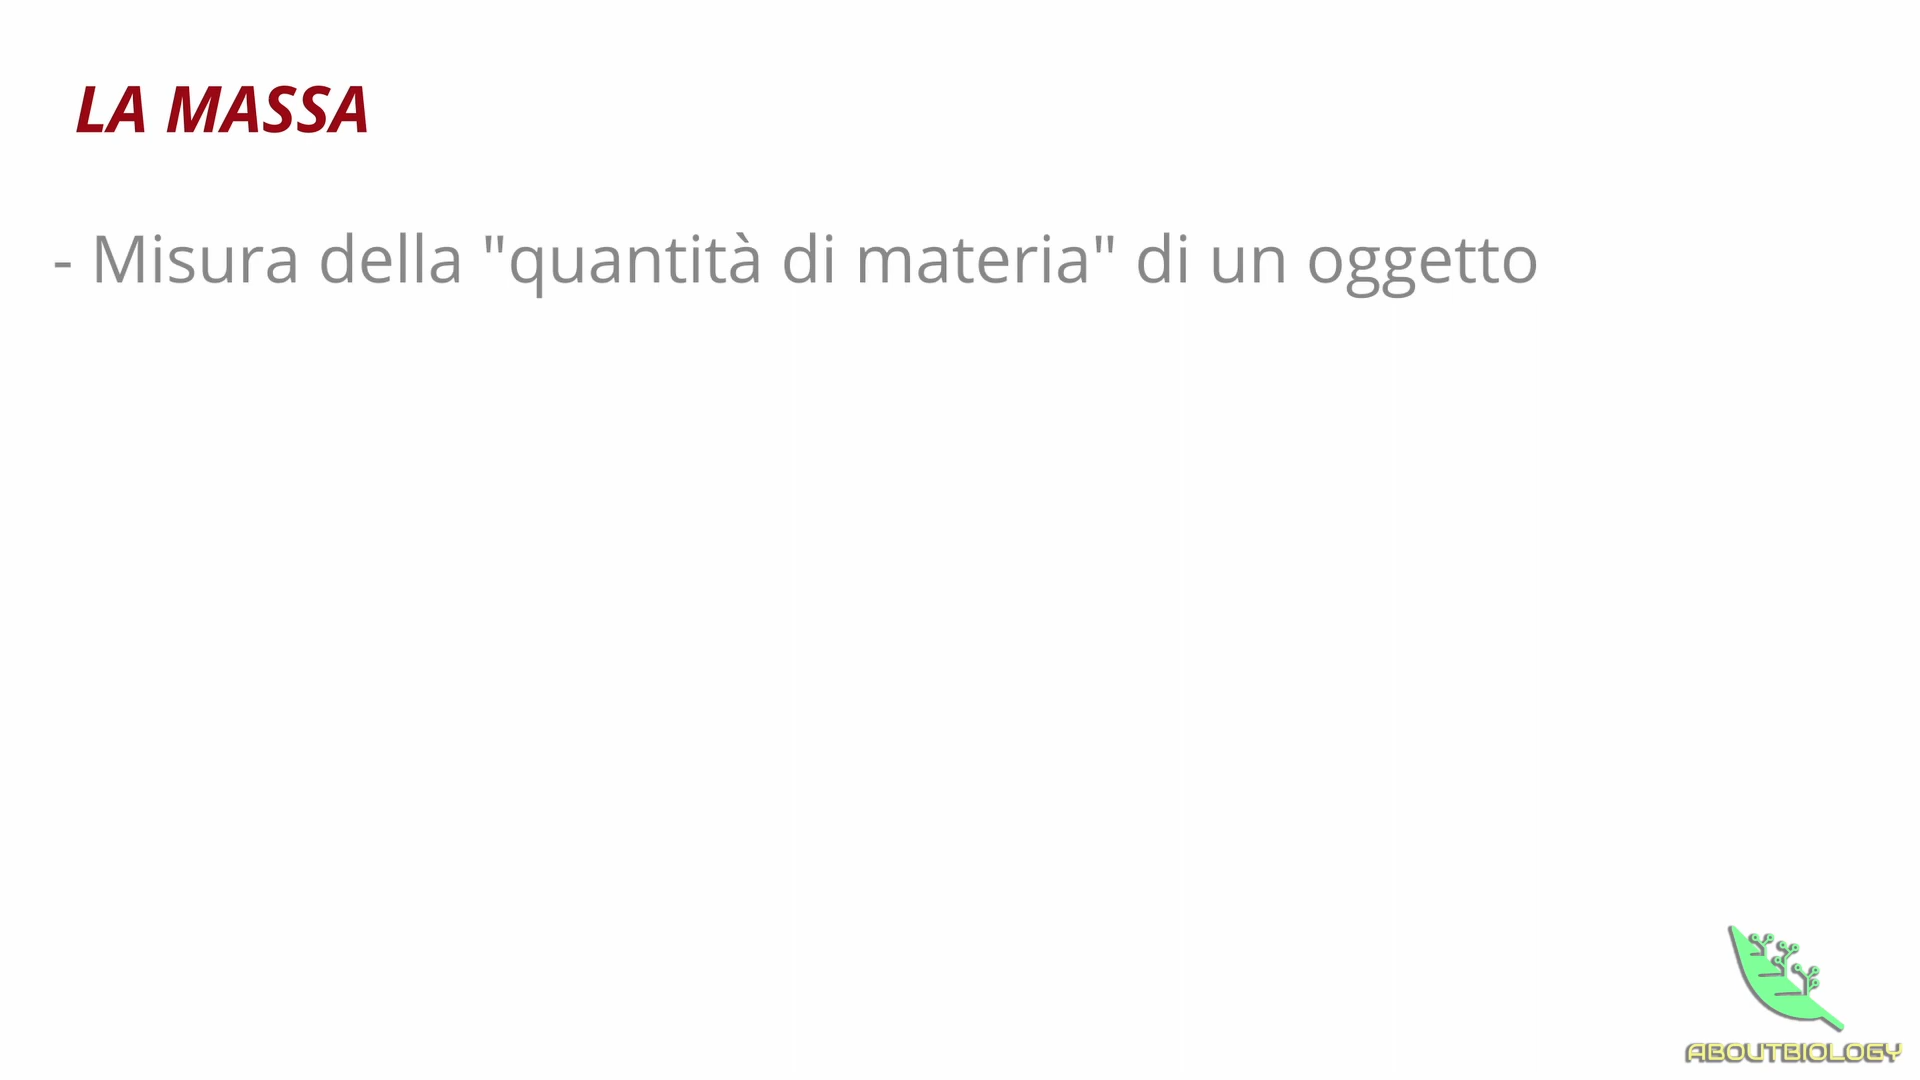 LA MASSA
- Misura della "quantità di materia" di un oggetto
ABOUTBIOLOGY